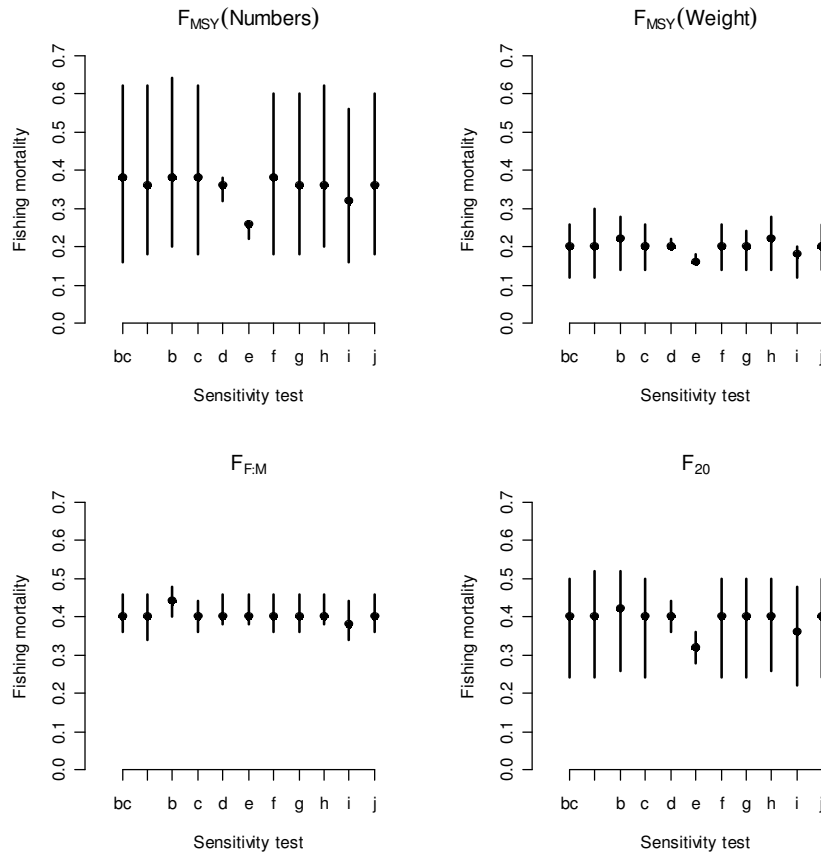 F_MSY(Numbers)
0.0 0.1 0.2 0.3 0.4 0.5 0.6 0.7
Fishing mortality
bc b c d e f g h i j
Sensitivity test
F_MSY(Weight)
0.0 0.1 0.2 0.3 0.4 0.5 0.6 0.7
Fishing mortality
bc b c d e f g h i j
Sensitivity test
F_F:M
0.0 0.1 0.2 0.3 0.4 0.5 0.6 0.7
Fishing mortality
bc b c d e f g h i j
Sensitivity test
F_20
0.0 0.1 0.2 0.3 0.4 0.5 0.6 0.7
Fishing mortality
bc b c d e f g h i j
Sensitivity test